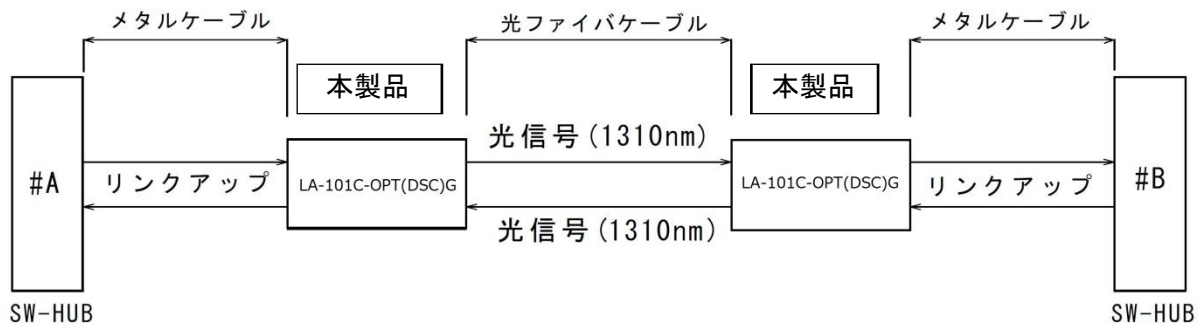 メタルケーブル
光ファイバケーブル
メタルケーブル
本製品
本製品
光信号(1310nm)
#A
リンクアップ
LA-101C-OPT(DSC)G
LA-101C-OPT(DSC)G
リンクアップ
#B
光信号(1310nm)
SW-HUB
SW-HUB